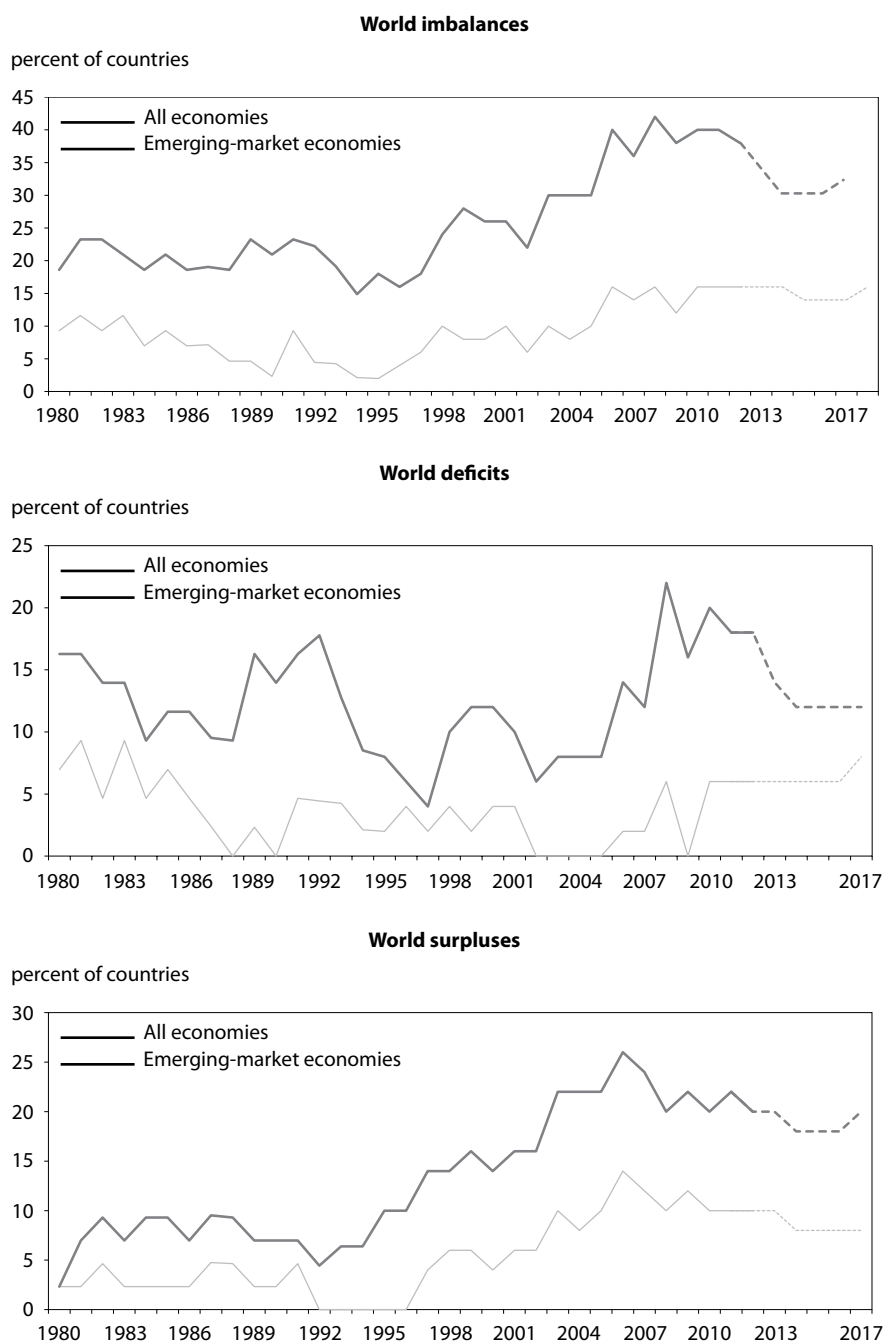 World imbalances
percent of countries
45
40
35
30
25
20
15
10
5
0
All economies
Emerging-market economies
1980 1983 1986 1989 1992 1995 1998 2001 2004 2007 2010 2013 2017
World deficits
percent of countries
25
20
15
10
5
0
All economies
Emerging-market economies
1980 1983 1986 1989 1992 1995 1998 2001 2004 2007 2010 2013 2017
World surpluses
percent of countries
30
25
20
15
10
5
0
All economies
Emerging-market economies
1980 1983 1986 1989 1992 1995 1998 2001 2004 2007 2010 2013 2017